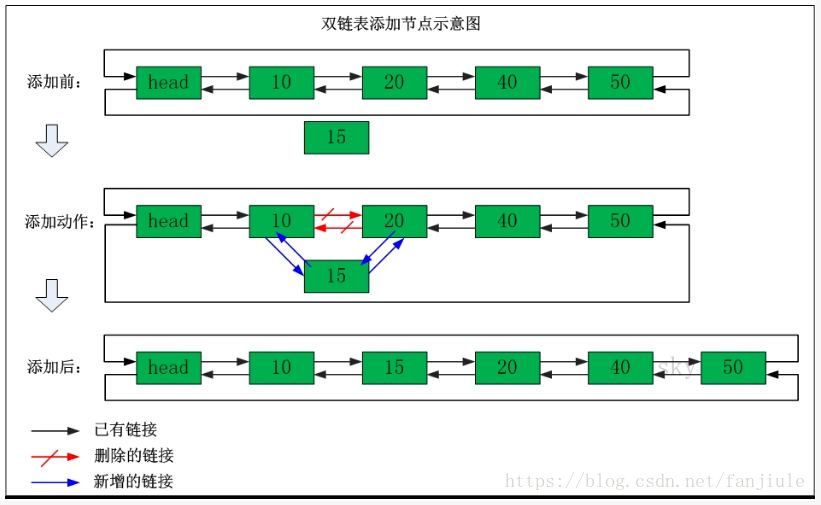 双链表添加节点示意图
添加前：
head 10 20 40 50
15
添加动作：
head 10 20 40 50
15
添加后：
head 10 15 20 40 50
sky
已有链接
删除的链接
新增的链接
https://blog.csdn.net/fanjiule